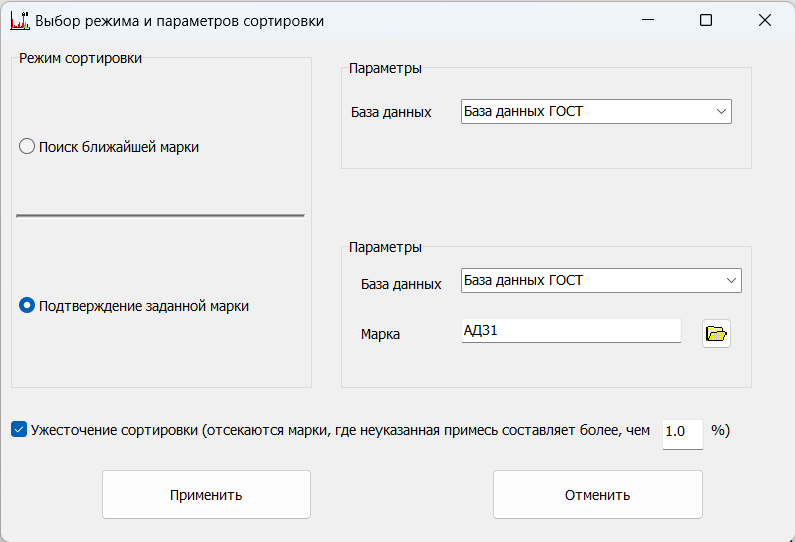 Выбор режима и параметров сортировки
Режим сортировки
Поиск ближайшей марки
Подтверждение заданной марки
Параметры
База данных База данных ГОСТ
Параметры
База данных База данных ГОСТ
Марка АД31
Ужесточение сортировки (отсекаются марки, где неуказанная примесь составляет более, чем 1.0 %)
Применить Отменить